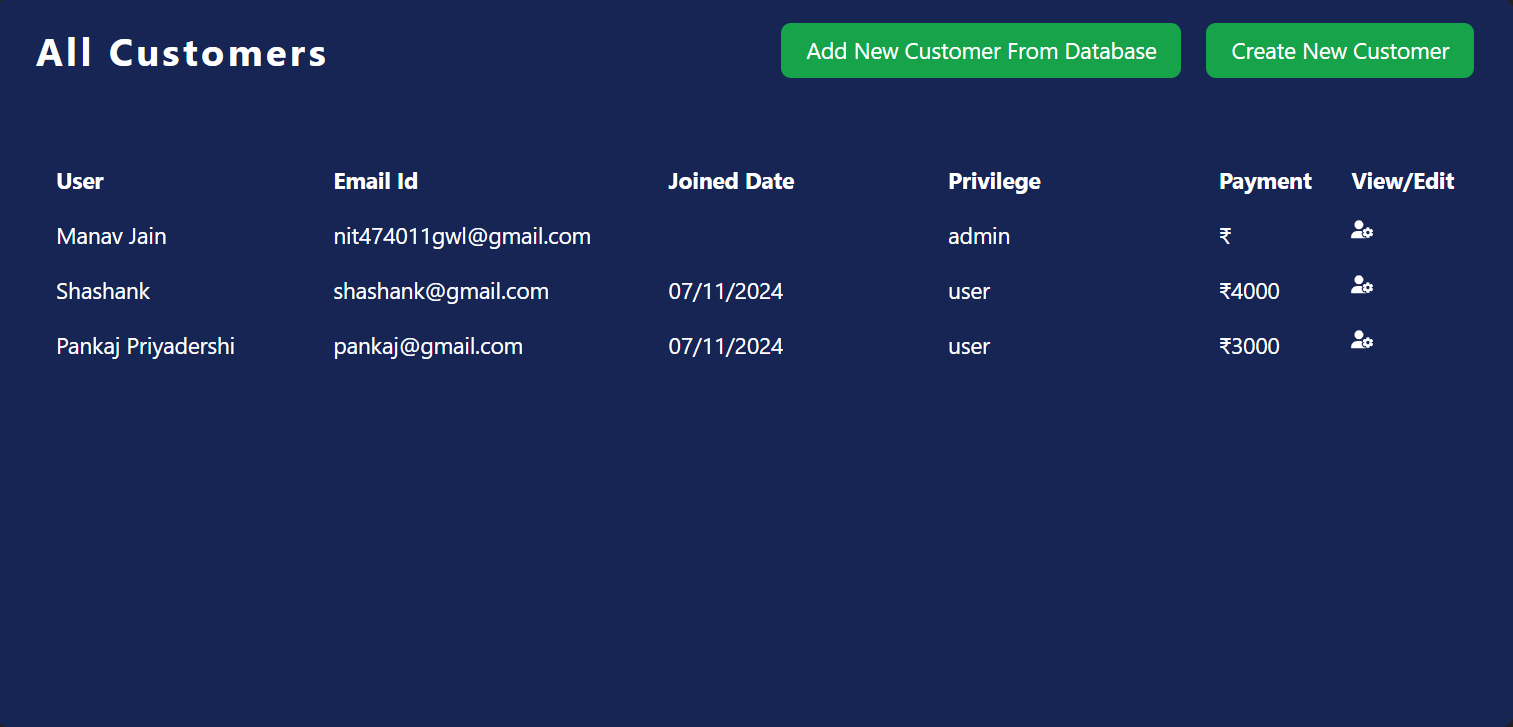 All Customers Add New Customer From Database Create New Customer
User Email Id Joined Date Privilege Payment View/Edit
Manav Jain nit474011gwl@gmail.com admin ₹
Shashank shashank@gmail.com 07/11/2024 user ₹4000
Pankaj Priyadershi pankaj@gmail.com 07/11/2024 user ₹3000